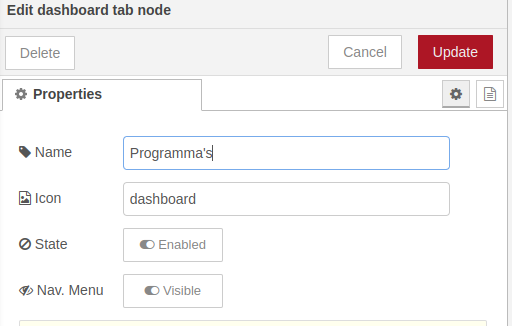 Edit dashboard tab node
Delete Cancel Update
Properties
Name Programma's
Icon dashboard
State Enabled
Nav. Menu Visible